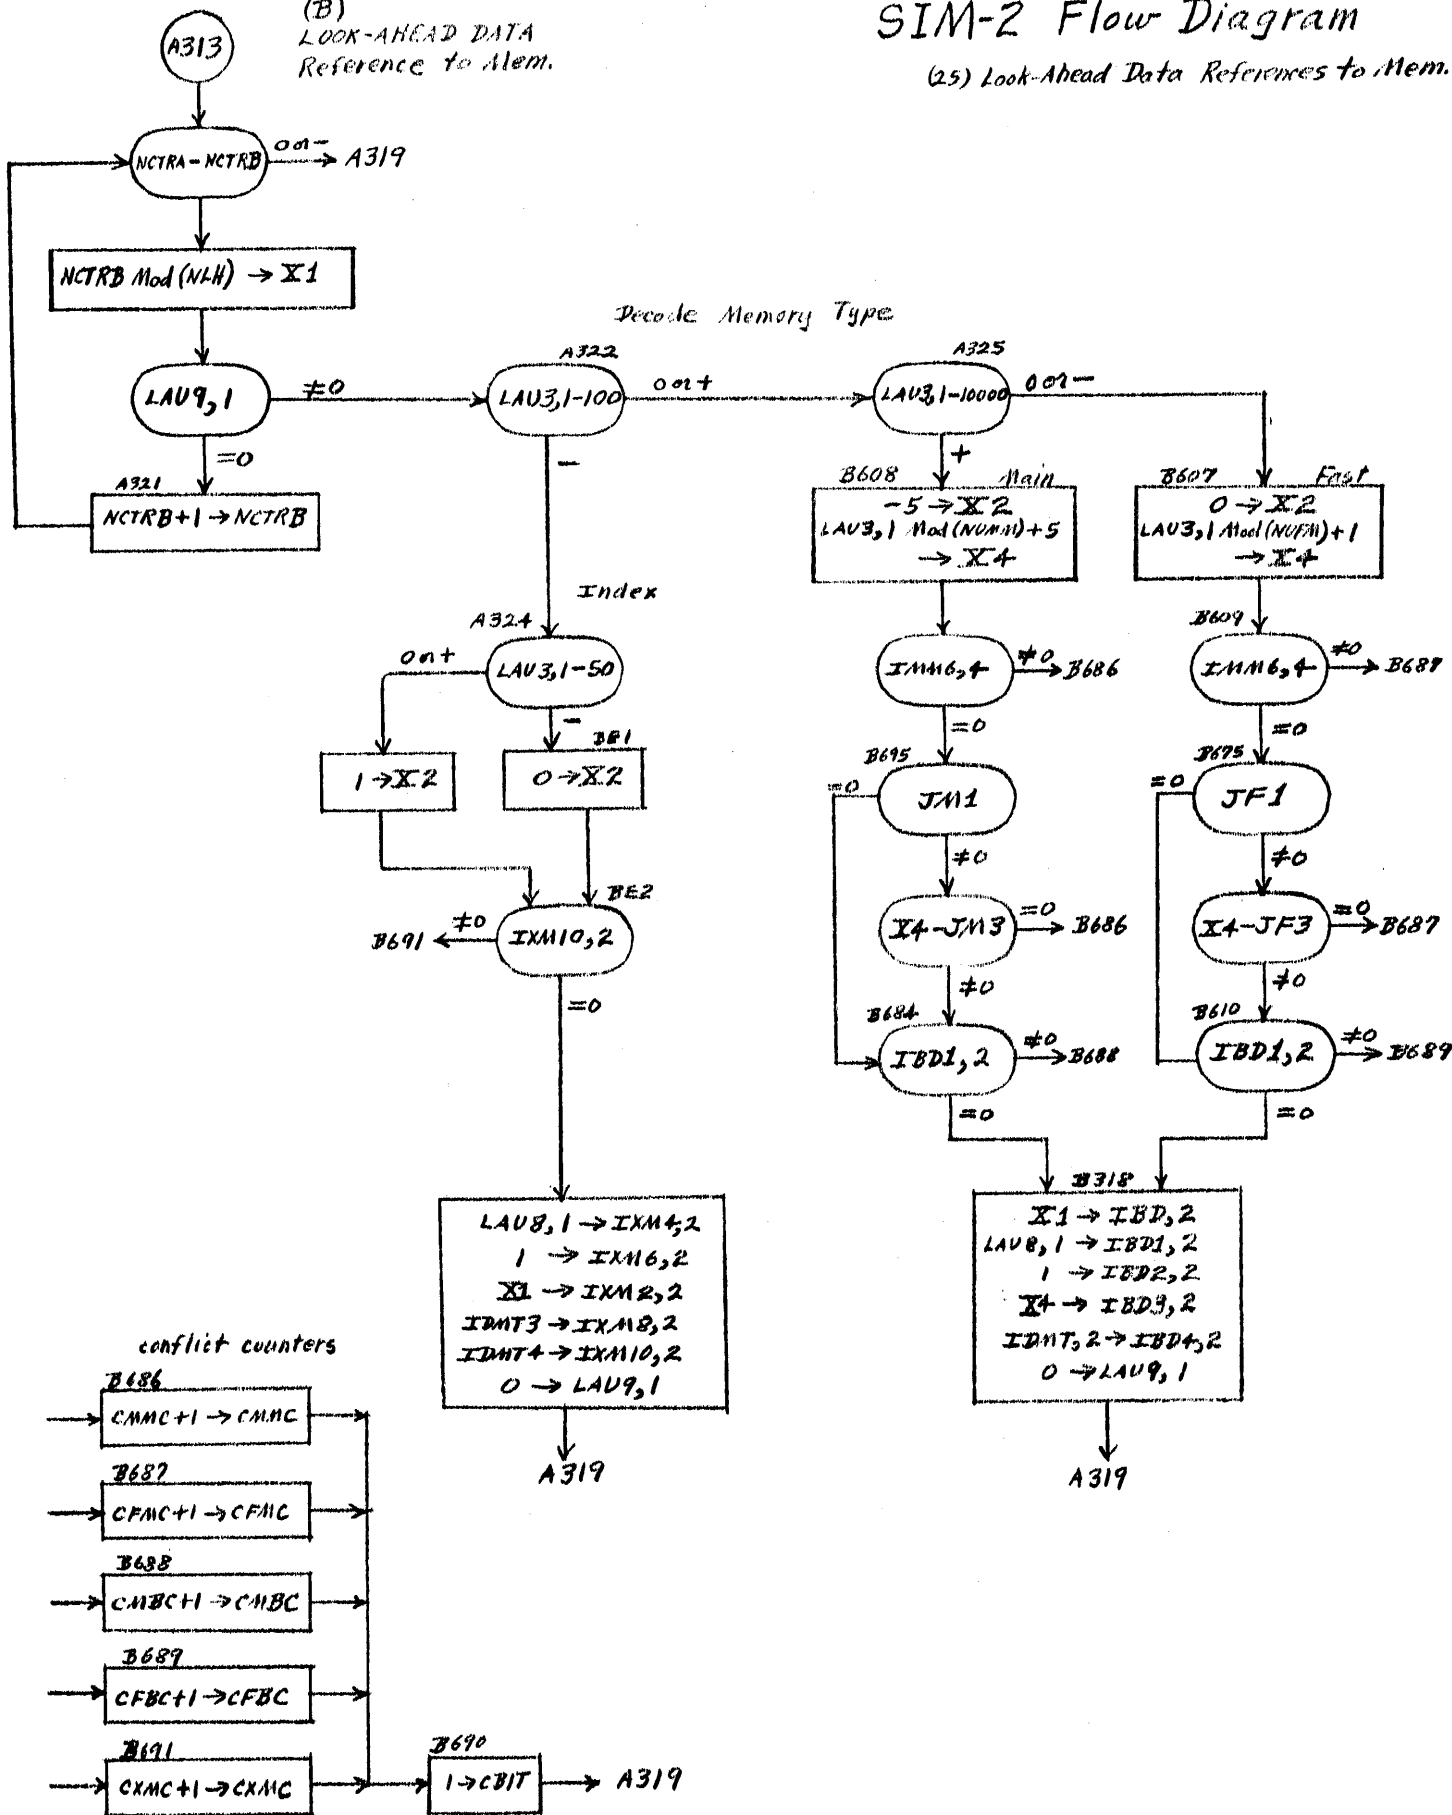 (B)
LOOK-AHEAD DATA
Reference to Mem.
SIM-2 Flow Diagram
(25) Look-Ahead Data References to Mem.
A313
NCTRA-NCTRB
0 or -
A319
NCTRB Mod (NLH) → X1
Decode Memory Type
LAU9,1
≠0
A322
LAU3,1-100
0 or +
A325
LAU3,1-10000
0 or -
=0
-
+
A321
NCTRB+1 → NCTRB
B608
Main
-5 → X2
LAU3,1 Mod (NUMM)+5
→ X4
B607
Fast
0 → X2
LAU3,1 Mod (NUFM)+1
→ X4
Index
A324
LAU3,1-50
0 or +
-
IMM6,4
≠0
B686
=0
B609
IMM6,4
≠0
B687
=0
1 → X2
BE1
0 → X2
B695
JM1
=0
≠0
B675
JF1
=0
≠0
BE2
IXM10,2
≠0
B691
=0
X4-JM3
=0
B686
≠0
X4-JF3
=0
B687
≠0
B684
IBD1,2
≠0
B688
=0
B610
IBD1,2
≠0
B689
=0
LAU8,1 → IXM4,2
1 → IXM6,2
X1 → IXM2,2
IDMT3 → IXM8,2
IDMT4 → IXM10,2
0 → LAU9,1
A319
B318
X1 → IBD,2
LAU8,1 → IBD1,2
1 → IBD2,2
X4 → IBD3,2
IDMT,2 → IBD4,2
0 → LAU9,1
A319
conflict counters
B686
CMMC+1 → CMMC
B687
CFMC+1 → CFMC
B688
CMBC+1 → CMBC
B689
CFBC+1 → CFBC
B691
CXMC+1 → CXMC
B690
1 → CBIT
A319